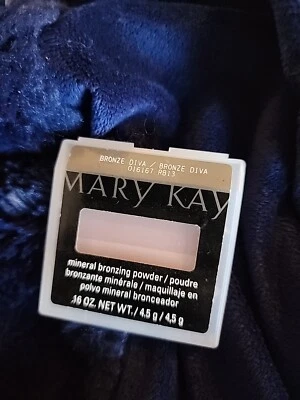 BRONZE DIVA / BRONZE DIVA
016167 RB13
MARY KAY
mineral bronzing powder / poudre
bronzante minérale / maquillaje en
polvo mineral bronceador
.16 OZ. NET WT. / 4.5 g / 4,5 g